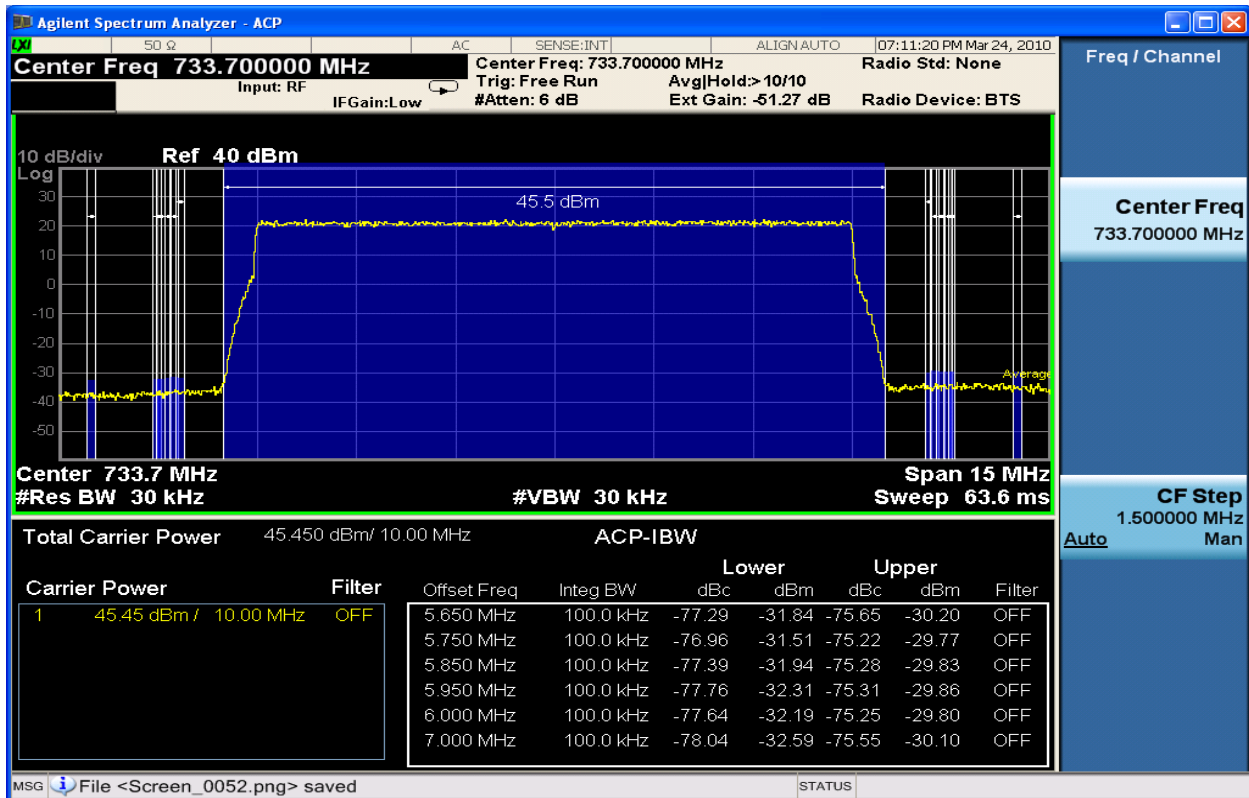 Agilent Spectrum Analyzer - ACP
LXI 50 Ω AC SENSE:INT ALIGN AUTO 07:11:20 PM Mar 24, 2010
Center Freq 733.700000 MHz
Input: RF
IFGain:Low
Center Freq: 733.700000 MHz
Trig: Free Run Avg|Hold:>10/10
#Atten: 6 dB Ext Gain: -51.27 dB
Radio Std: None
Radio Device: BTS
Freq / Channel
10 dB/div Ref 40 dBm
Log
30
20
10
0
-10
-20
-30
-40
-50
45.5 dBm
Average
Center Freq
733.700000 MHz
Center 733.7 MHz Span 15 MHz
#Res BW 30 kHz #VBW 30 kHz Sweep 63.6 ms
CF Step
1.500000 MHz
Auto Man
Total Carrier Power 45.450 dBm/ 10.00 MHz ACP-IBW
Lower Upper
Carrier Power Filter Offset Freq Integ BW dBc dBm dBc dBm Filter
1 45.45 dBm / 10.00 MHz OFF 5.650 MHz 100.0 kHz -77.29 -31.84 -75.65 -30.20 OFF
5.750 MHz 100.0 kHz -76.96 -31.51 -75.22 -29.77 OFF
5.850 MHz 100.0 kHz -77.39 -31.94 -75.28 -29.83 OFF
5.950 MHz 100.0 kHz -77.76 -32.31 -75.31 -29.86 OFF
6.000 MHz 100.0 kHz -77.64 -32.19 -75.25 -29.80 OFF
7.000 MHz 100.0 kHz -78.04 -32.59 -75.55 -30.10 OFF
MSG File <Screen_0052.png> saved STATUS